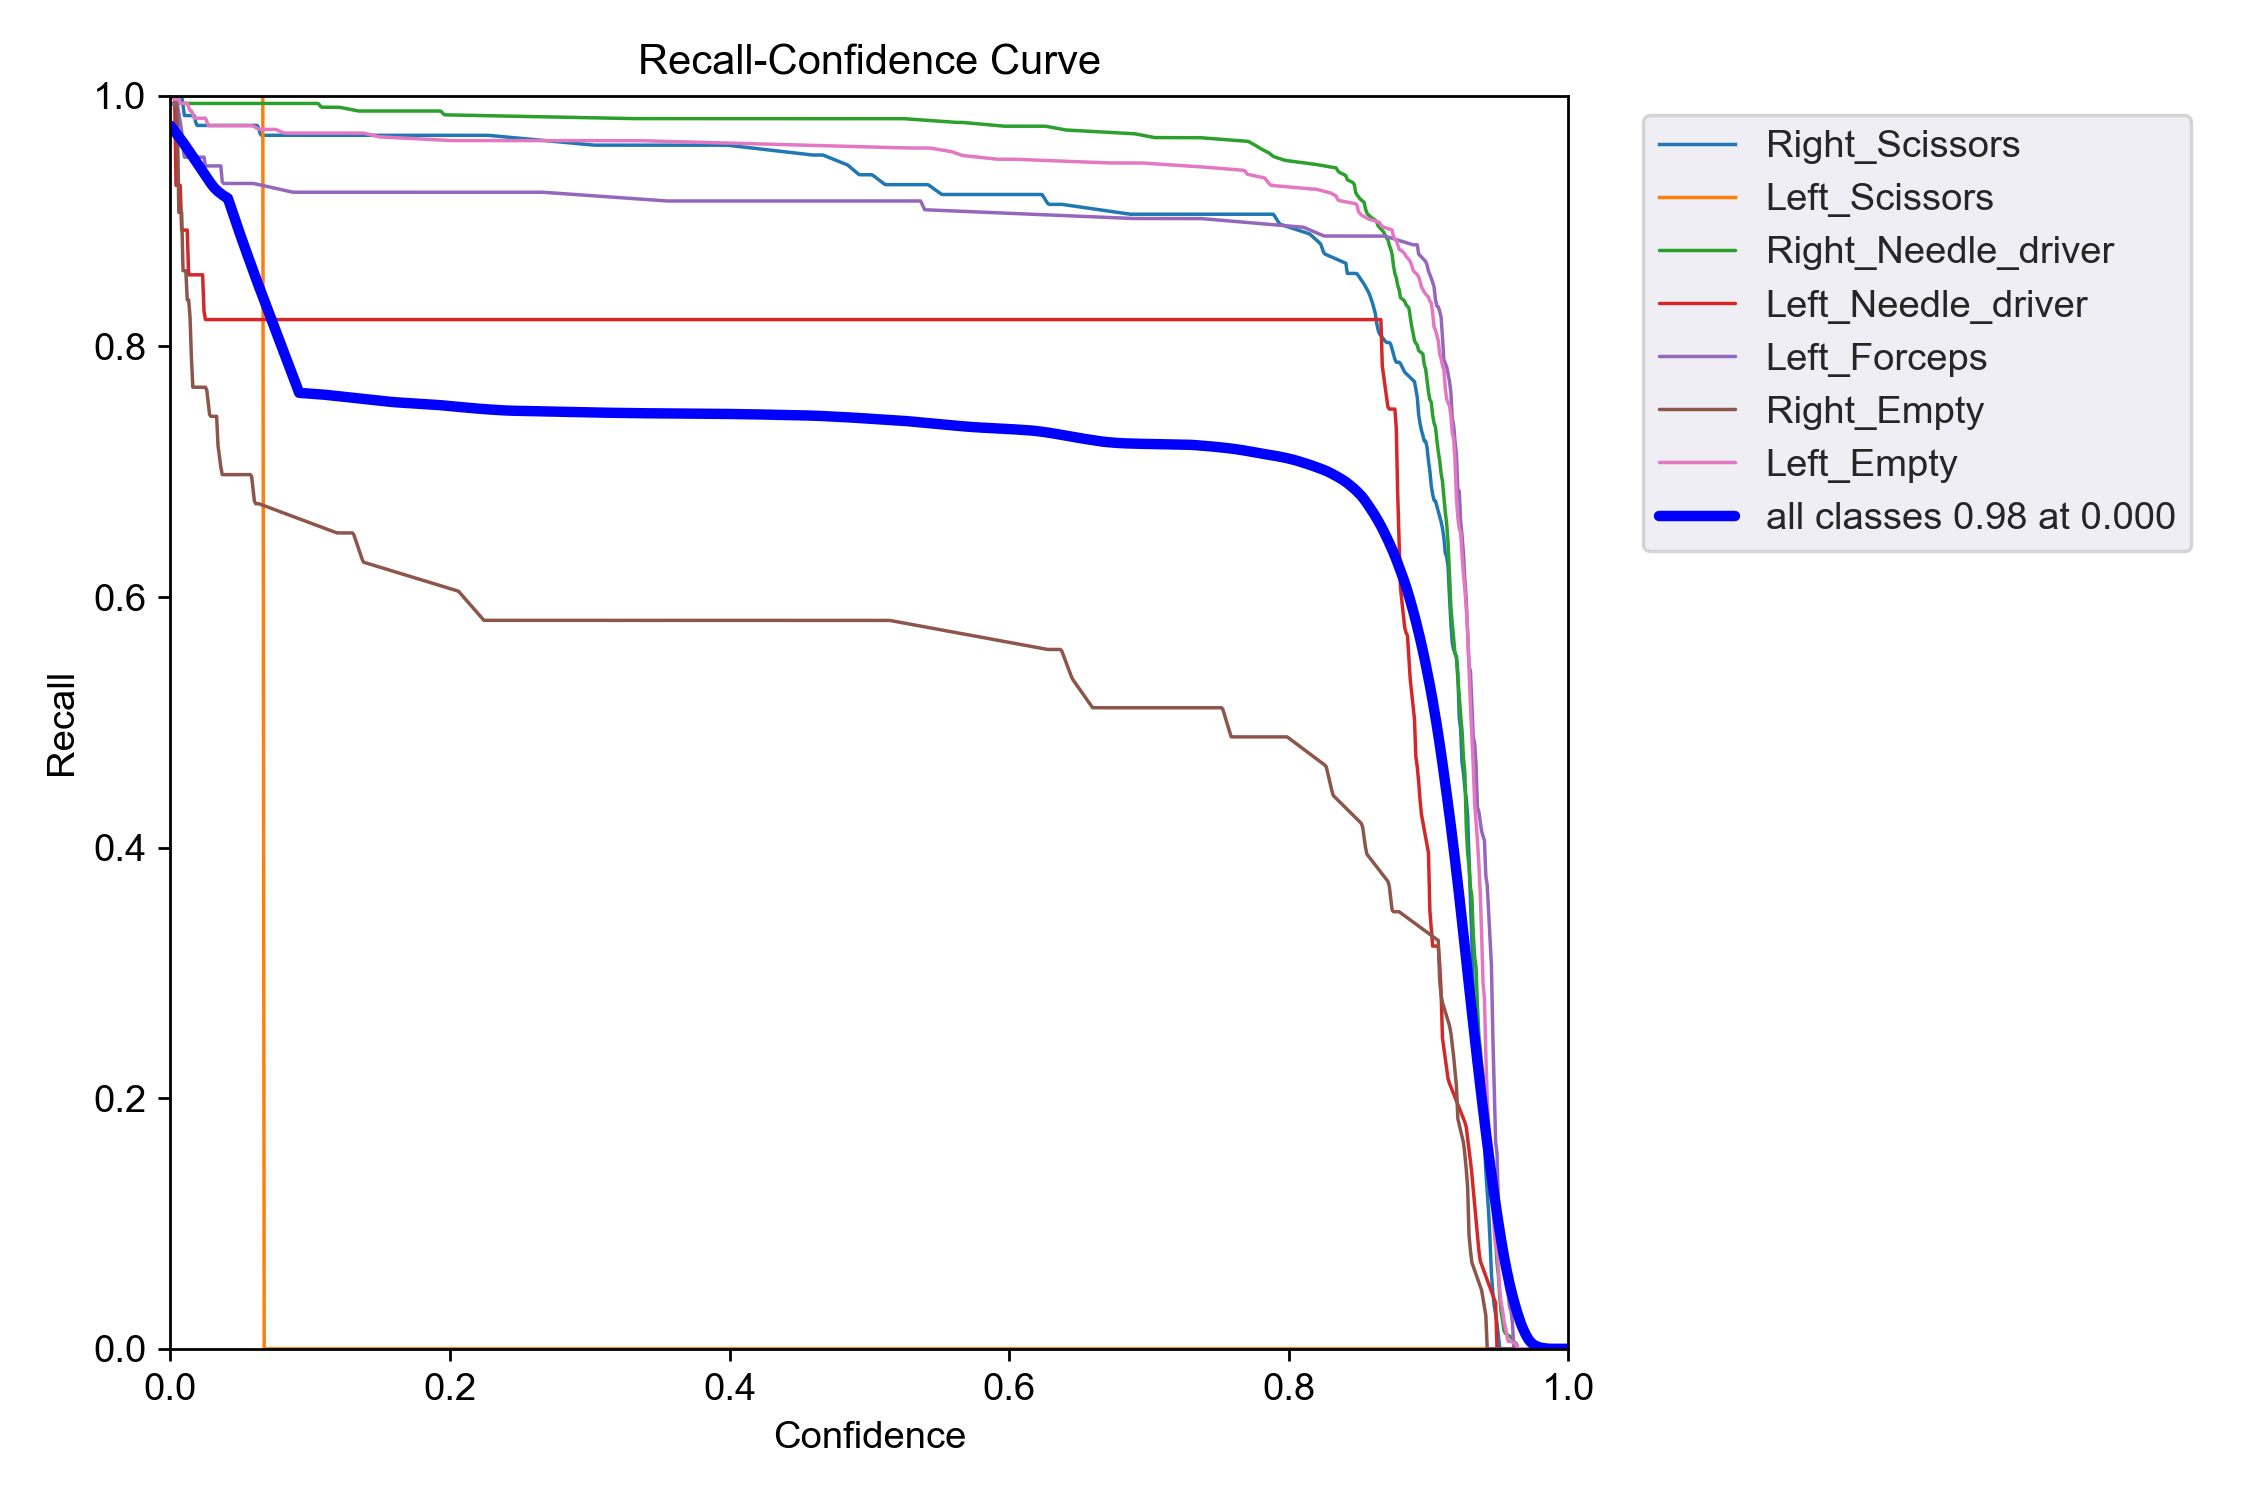 Recall-Confidence Curve
1.0
0.8
0.6
0.4
0.2
0.0
Recall
0.0 0.2 0.4 0.6 0.8 1.0
Confidence
Right_Scissors
Left_Scissors
Right_Needle_driver
Left_Needle_driver
Left_Forceps
Right_Empty
Left_Empty
all classes 0.98 at 0.000